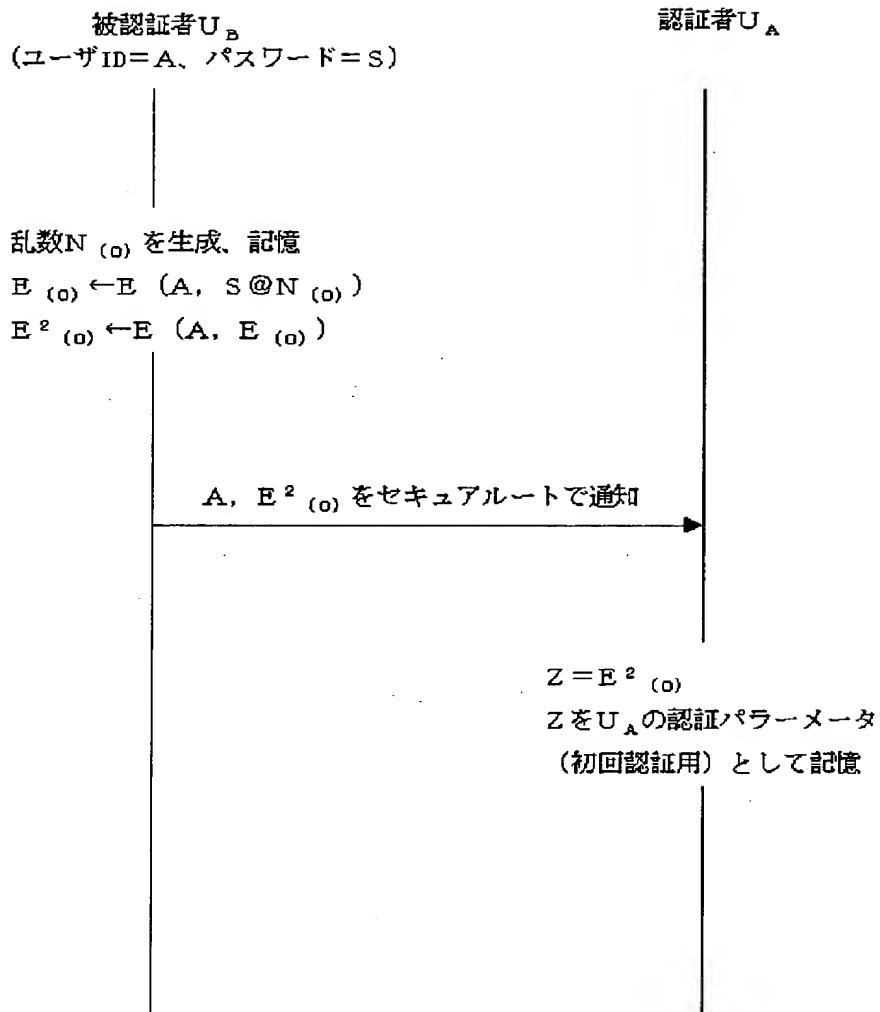 被認証者U_B
(ユーザID=A、パスワード=S)
認証者U_A
乱数N_(0)を生成、記憶
E_(0)←E(A, S@N_(0))
E²_(0)←E(A, E_(0))
A, E²_(0)をセキュアルートで通知
Z=E²_(0)
ZをU_Aの認証パラーメータ
(初回認証用)として記憶